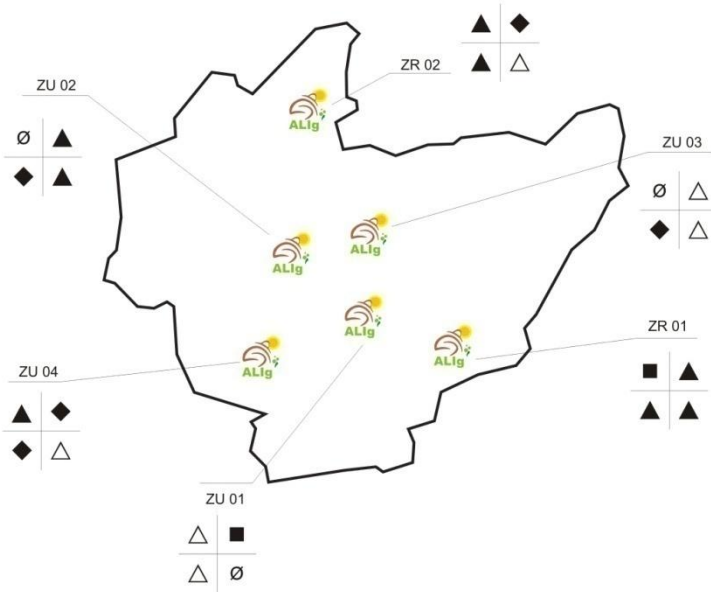 ZR 02
ALIg
ZU 02
Ø
ZU 03
Ø
ALIg
ALIg
ALIg
ZR 01
ALIg
ALIg
ZU 04
ZU 01
Ø